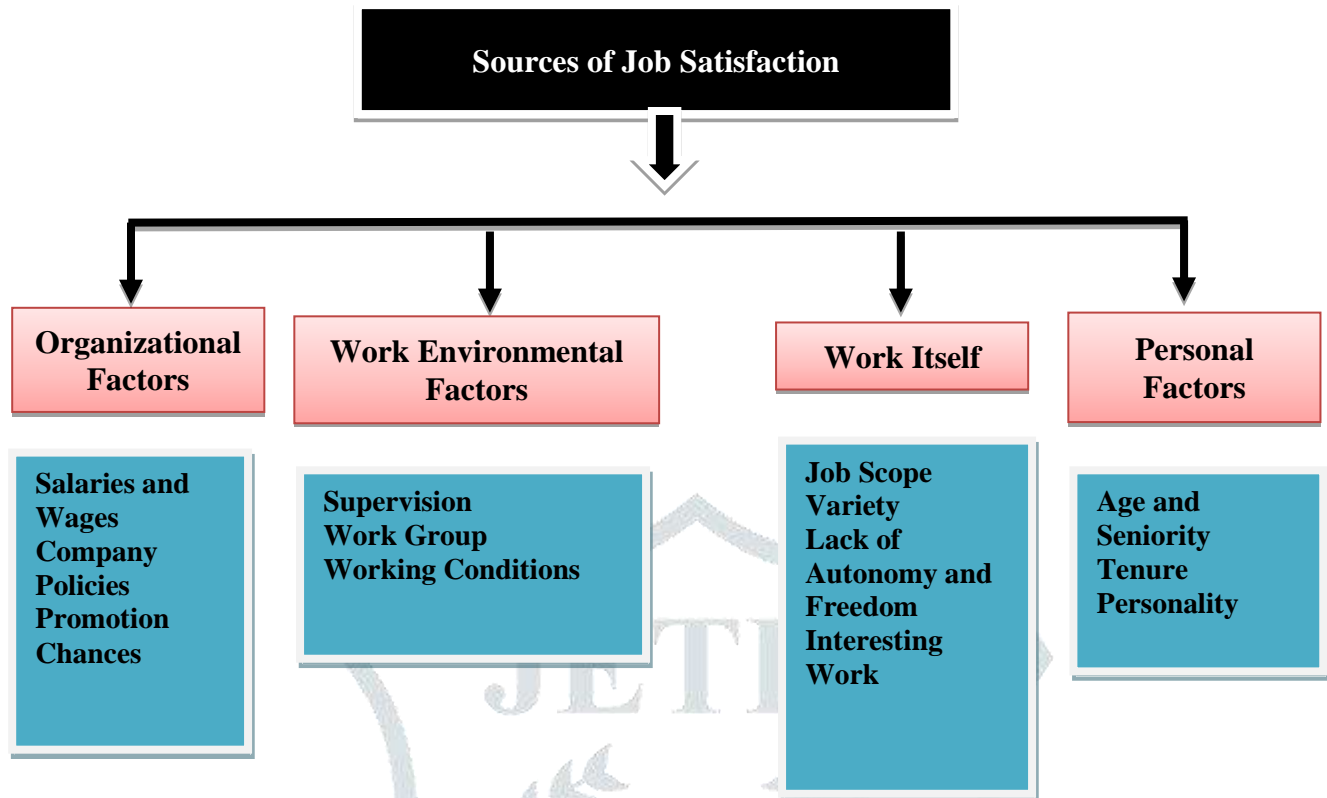 Sources of Job Satisfaction
Organizational
Factors
Work Environmental
Factors
Work Itself
Personal
Factors
Salaries and
Wages
Company
Policies
Promotion
Chances
Supervision
Work Group
Working Conditions
Job Scope
Variety
Lack of
Autonomy and
Freedom
Interesting
Work
Age and
Seniority
Tenure
Personality